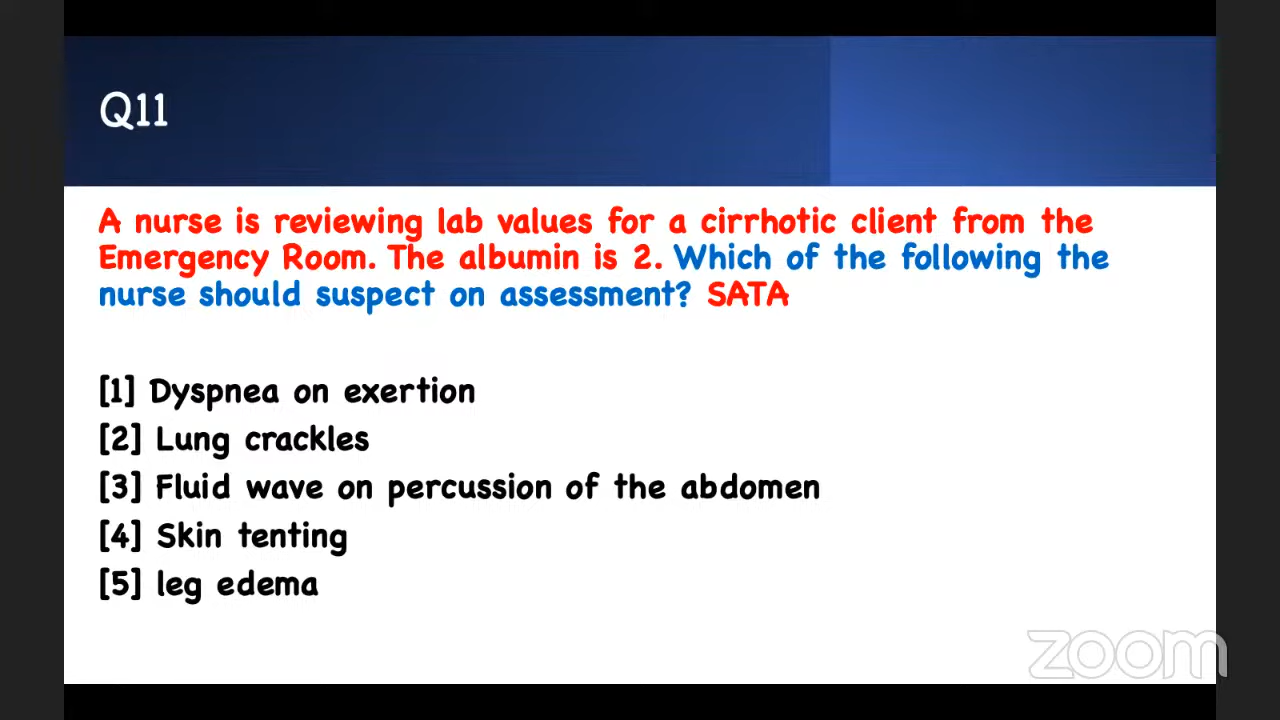 Q11
A nurse is reviewing lab values for a cirrhotic client from the
Emergency Room. The albumin is 2. Which of the following the
nurse should suspect on assessment? SATA
[1] Dyspnea on exertion
[2] Lung crackles
[3] Fluid wave on percussion of the abdomen
[4] Skin tenting
[5] leg edema
zoom